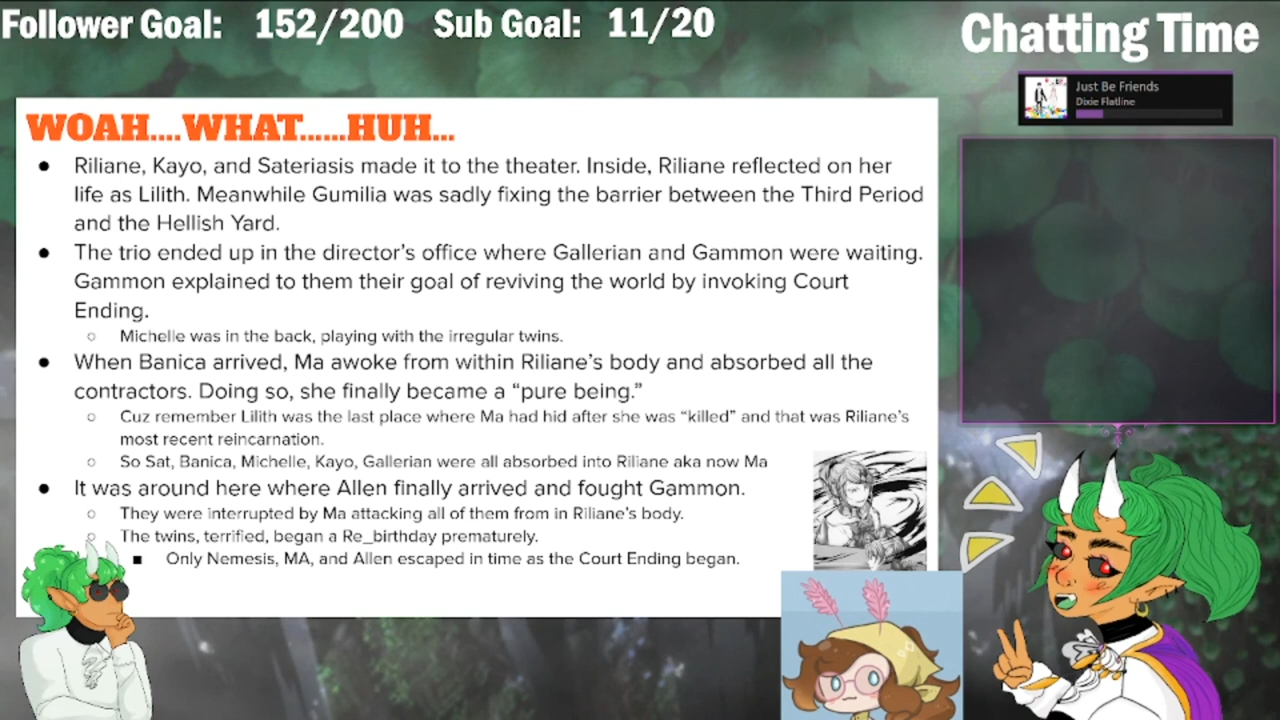 Follower Goal: 152/200 Sub Goal: 11/20
Chatting Time
Just Be Friends
Dixie Flatline
WOAH....WHAT......HUH...
● Riliane, Kayo, and Sateriasis made it to the theater. Inside, Riliane reflected on her
life as Lilith. Meanwhile Gumilia was sadly fixing the barrier between the Third Period
and the Hellish Yard.
● The trio ended up in the director's office where Gallerian and Gammon were waiting.
Gammon explained to them their goal of reviving the world by invoking Court
Ending.
○ Michelle was in the back, playing with the irregular twins.
● When Banica arrived, Ma awoke from within Riliane's body and absorbed all the
contractors. Doing so, she finally became a “pure being.”
○ Cuz remember Lilith was the last place where Ma had hid after she was “killed” and that was Riliane's
most recent reincarnation.
○ So Sat, Banica, Michelle, Kayo, Gallerian were all absorbed into Riliane aka now Ma
● It was around here where Allen finally arrived and fought Gammon.
○ They were interrupted by Ma attacking all of them from in Riliane's body.
○ The twins, terrified, began a Re_birthday prematurely.
■ Only Nemesis, MA, and Allen escaped in time as the Court Ending began.